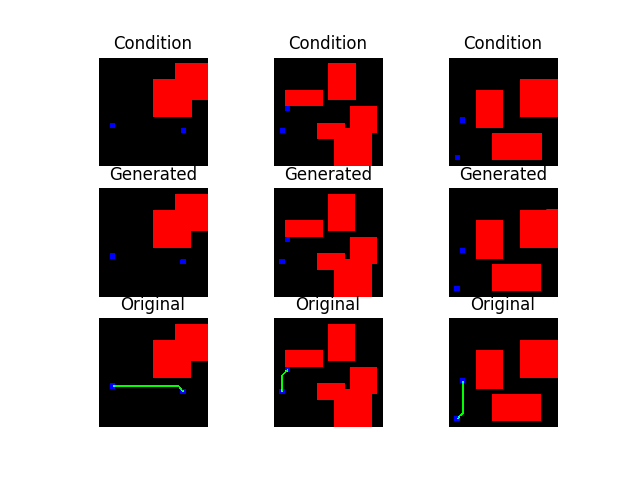 Condition Condition Condition
Generated Generated Generated
Original Original Original